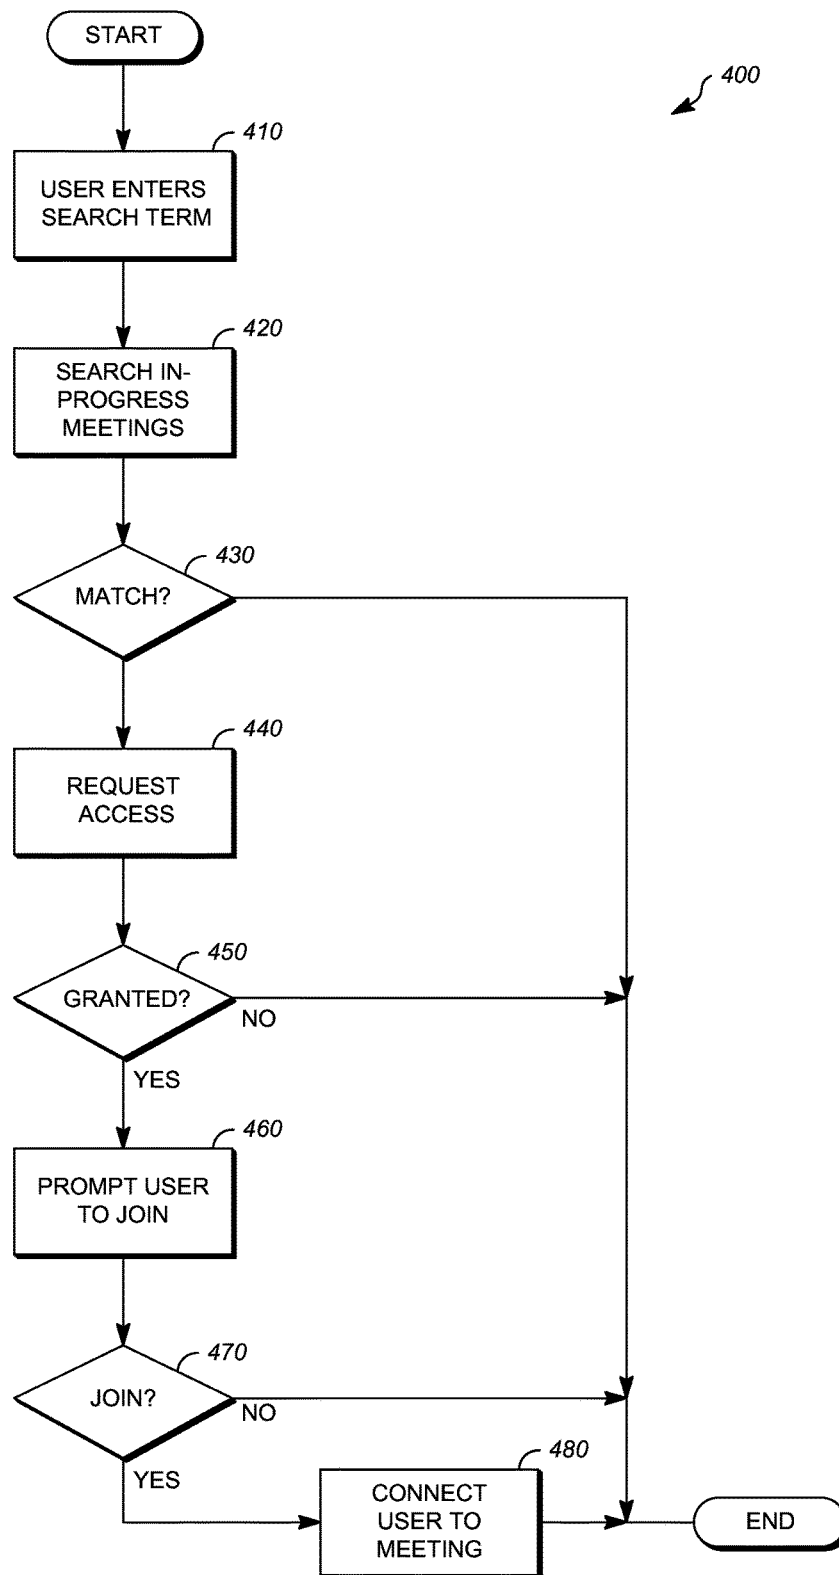 START
400
410
USER ENTERS
SEARCH TERM
420
SEARCH IN-
PROGRESS
MEETINGS
430
MATCH?
440
REQUEST
ACCESS
450
GRANTED?
NO
YES
460
PROMPT USER
TO JOIN
470
JOIN?
NO
YES
480
CONNECT
USER TO
MEETING
END